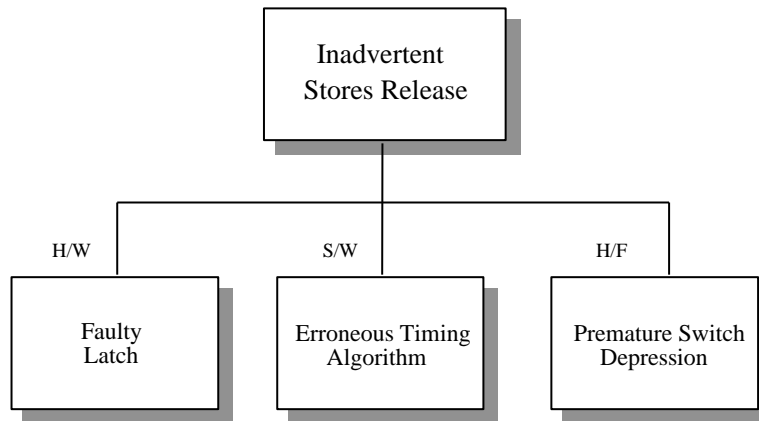 Inadvertent
Stores Release
H/W
S/W
H/F
Faulty
Latch
Erroneous Timing
Algorithm
Premature Switch
Depression